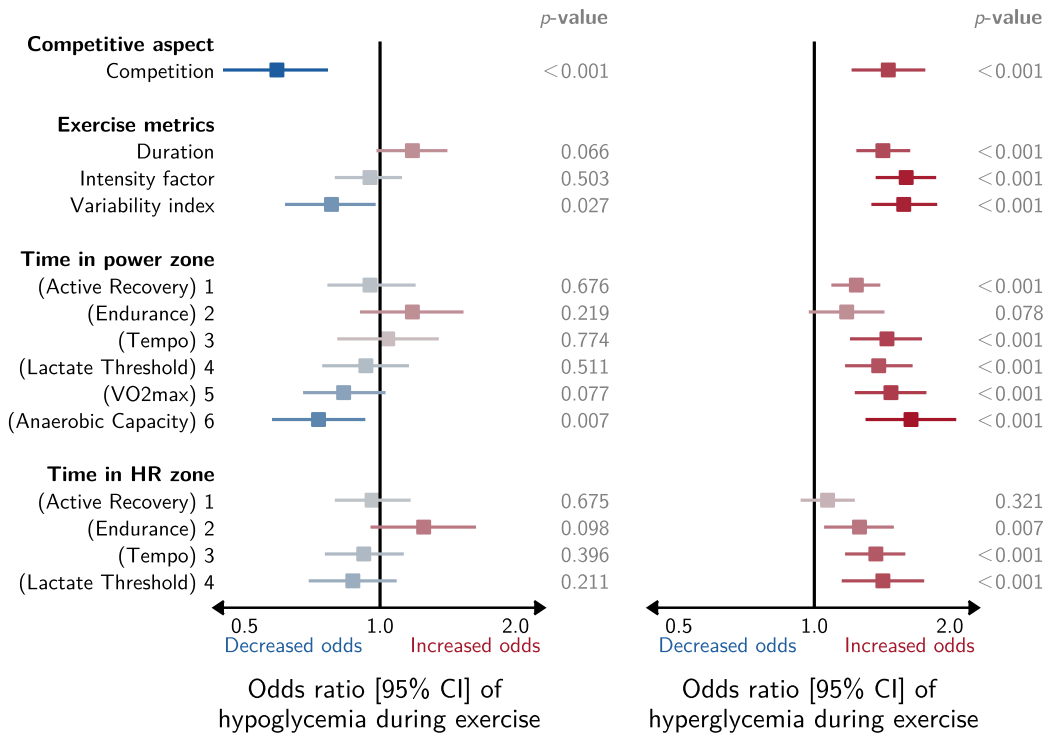 p-value p-value
Competitive aspect
Competition <0.001 <0.001
Exercise metrics
Duration 0.066 <0.001
Intensity factor 0.503 <0.001
Variability index 0.027 <0.001
Time in power zone
(Active Recovery) 1 0.676 <0.001
(Endurance) 2 0.219 0.078
(Tempo) 3 0.774 <0.001
(Lactate Threshold) 4 0.511 <0.001
(VO2max) 5 0.077 <0.001
(Anaerobic Capacity) 6 0.007 <0.001
Time in HR zone
(Active Recovery) 1 0.675 0.321
(Endurance) 2 0.098 0.007
(Tempo) 3 0.396 <0.001
(Lactate Threshold) 4 0.211 <0.001
0.5 1.0 2.0 0.5 1.0 2.0
Decreased odds Increased odds Decreased odds Increased odds
Odds ratio [95% CI] of Odds ratio [95% CI] of
hypoglycemia during exercise hyperglycemia during exercise